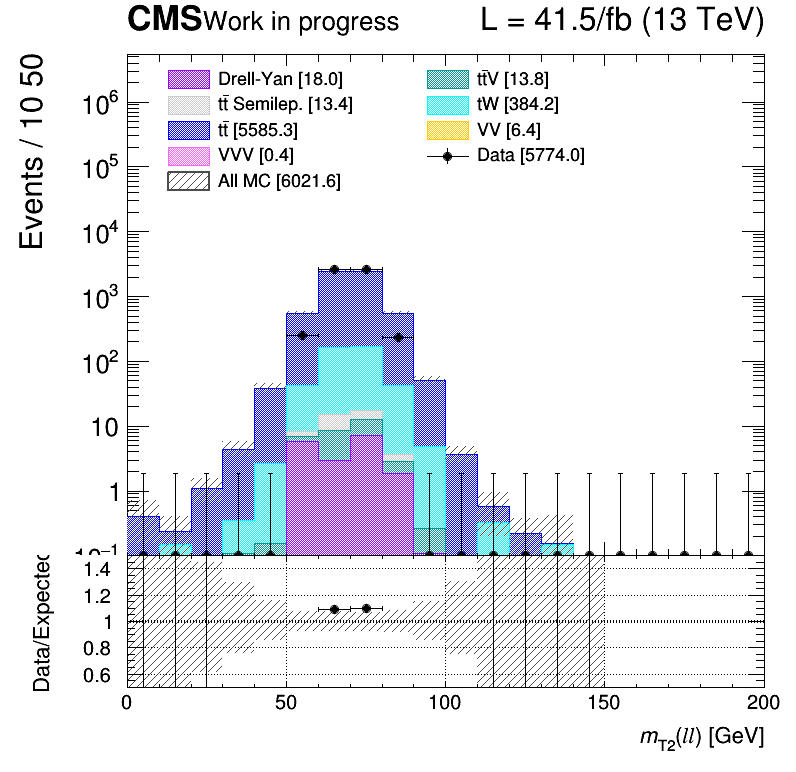 CMS Work in progress L = 41.5/fb (13 TeV)
Events / 10 50
Drell-Yan [18.0] tt̄V [13.8]
tt̄ Semilep. [13.4] tW [384.2]
tt̄ [5585.3] VV [6.4]
VVV [0.4] Data [5774.0]
All MC [6021.6]
10⁶
10⁵
10⁴
10³
10²
10
1
10⁻¹
Data/Expected
1.4
1.2
1
0.8
0.6
0 50 100 150 200
m_T2(ll) [GeV]